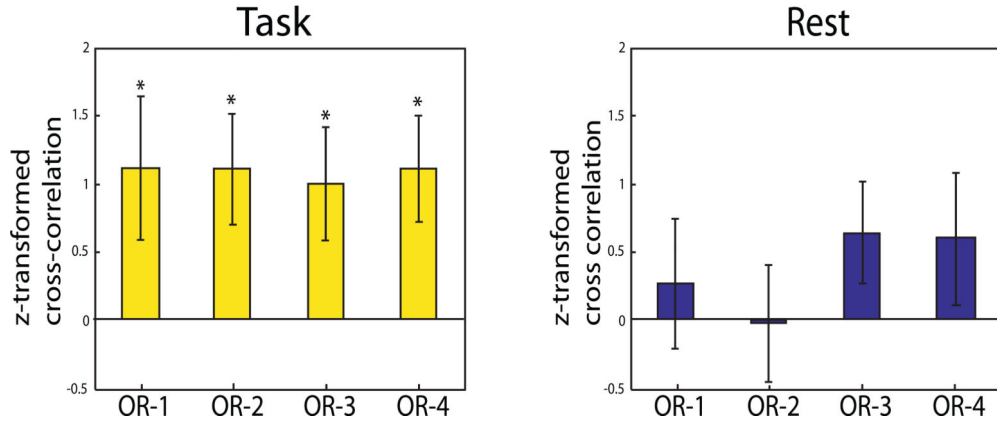 Task
z-transformed
cross-correlation
2
1.5
1
0.5
0
-0.5
*
*
*
*
OR-1 OR-2 OR-3 OR-4
Rest
z-transformed
cross correlation
2
1.5
1
0.5
0
-0.5
OR-1 OR-2 OR-3 OR-4